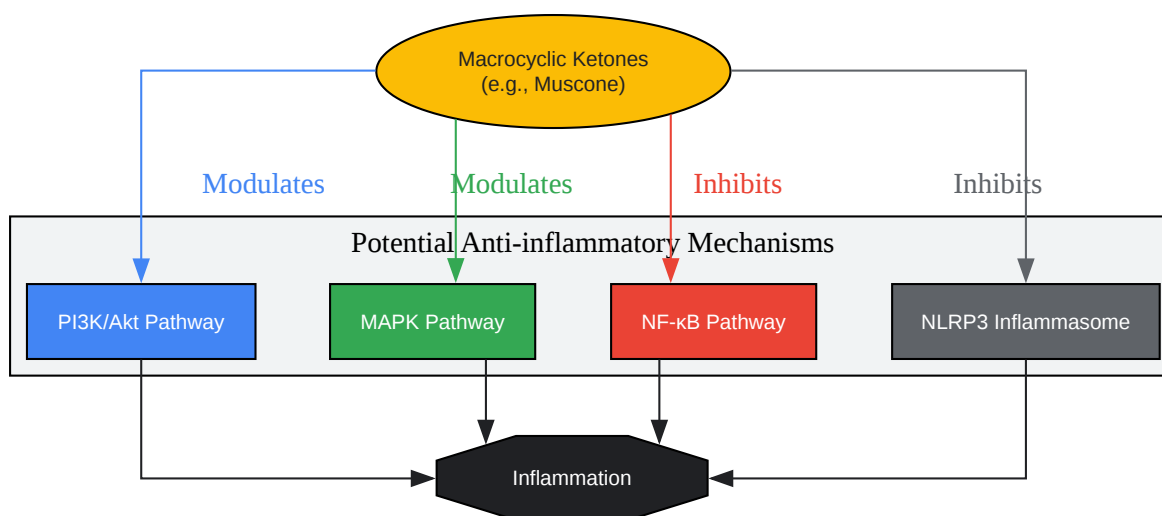 Macrocyclic Ketones
(e.g., Muscone)
Modulates
Modulates
Inhibits
Inhibits
Potential Anti-inflammatory Mechanisms
PI3K/Akt Pathway
MAPK Pathway
NF-κB Pathway
NLRP3 Inflammasome
Inflammation